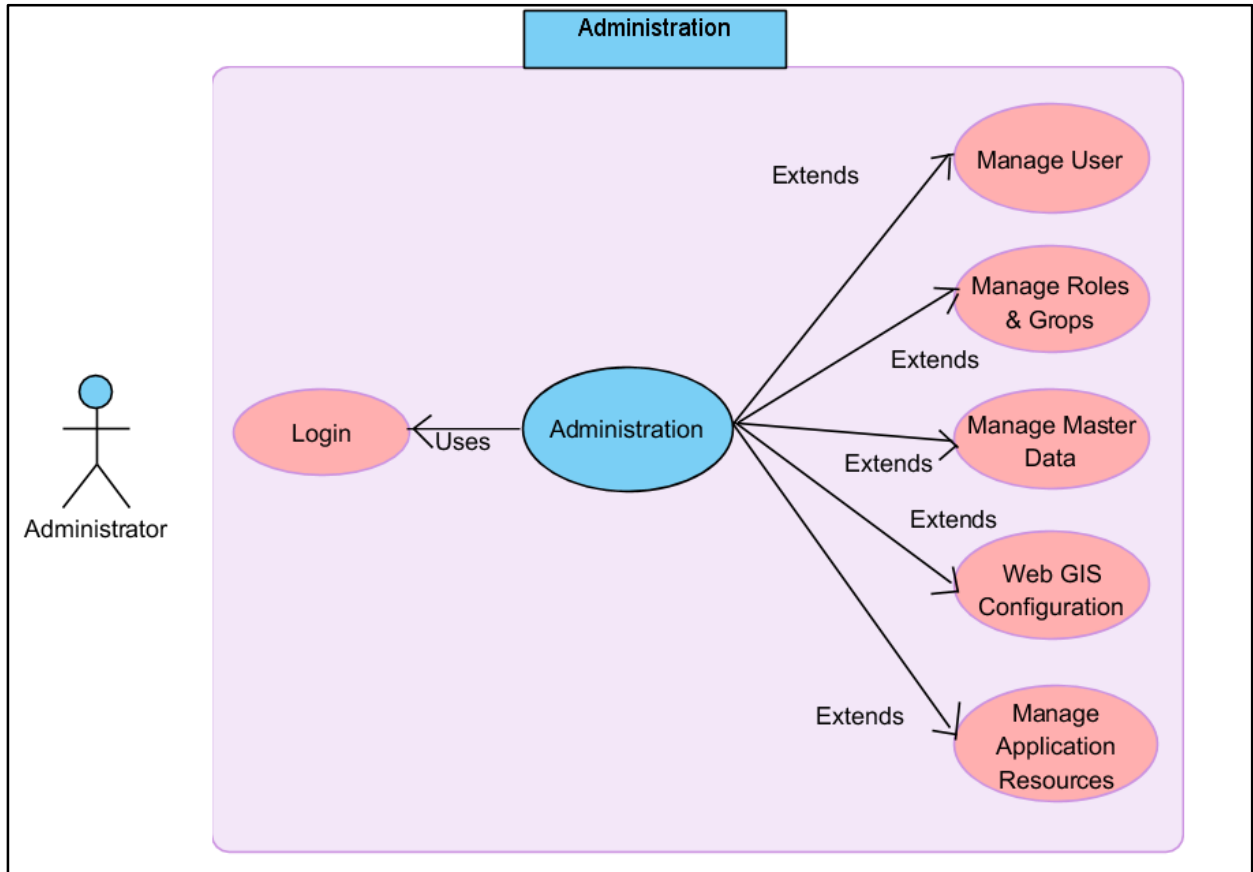 Administration
Extends
Manage User
Manage Roles
& Grops
Extends
Login
Uses
Administration
Manage Master
Data
Extends
Extends
Web GIS
Configuration
Administrator
Extends
Manage
Application
Resources